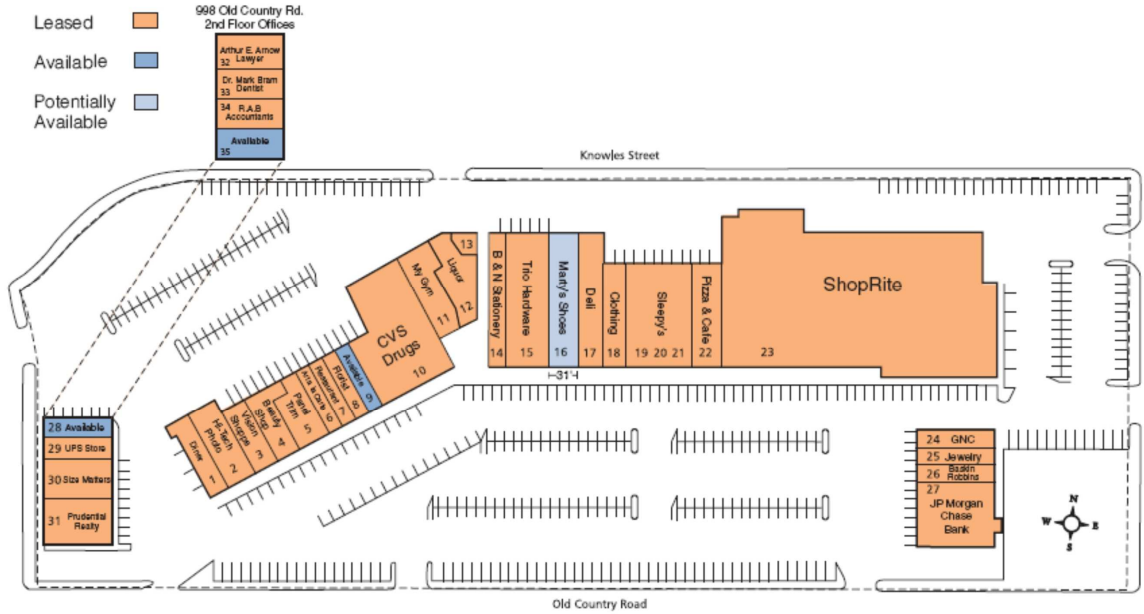 Leased
Available
Potentially
Available
998 Old Country Rd.
2nd Floor Offices
Arthur E. Arnow
Lawyer
32
Dr. Mark Bram
Dentist
33
34 R.A.B
Accountants
Available
35
Knowles Street
13
Liquor
12
My Gym
11
CVS
Drugs
10
Available
9
Florist
8
Restaurant
7
6
Panel
Trim
5
Beauty
Shop
4
Vision
Shoppe
3
Hi-Tech
Photo
2
Diner
1
B & N Stationery
14
Trio Hardware
15
Marty's Shoes
16
31'
Deli
17
Clothing
18
Sleepy's
19 20 21
Pizza & Cafe
22
ShopRite
23
28 Available
29 UPS Store
30 Size Matters
31 Prudential
Realty
24 GNC
25 Jewelry
26 Baskin
Robbins
27
JP Morgan
Chase
Bank
N
W E
S
Old Country Road